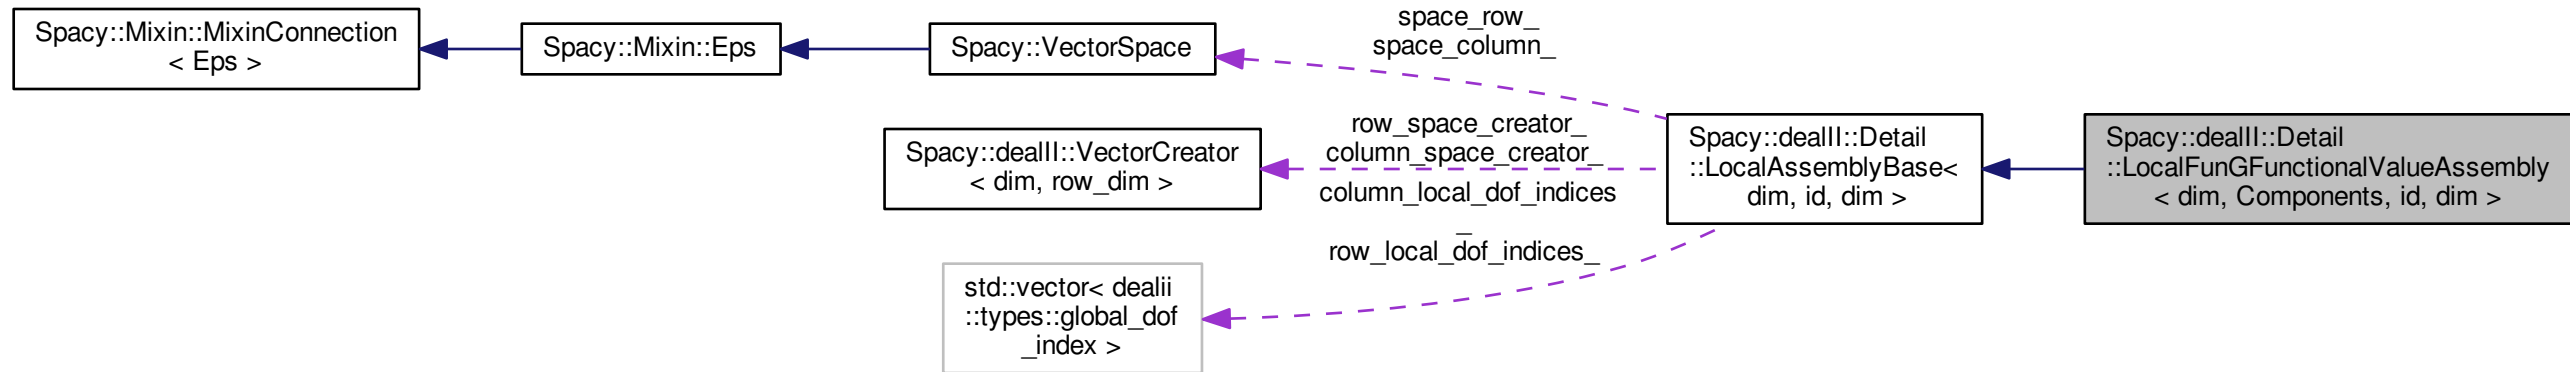 Spacy::Mixin::MixinConnection
< Eps >
Spacy::Mixin::Eps
Spacy::VectorSpace
space_row_
space_column_
Spacy::dealII::VectorCreator
< dim, row_dim >
row_space_creator_
column_space_creator_
column_local_dof_indices
_
row_local_dof_indices_
std::vector< dealii
::types::global_dof
_index >
Spacy::dealII::Detail
::LocalAssemblyBase<
dim, id, dim >
Spacy::dealII::Detail
::LocalFunGFunctionalValueAssembly
< dim, Components, id, dim >